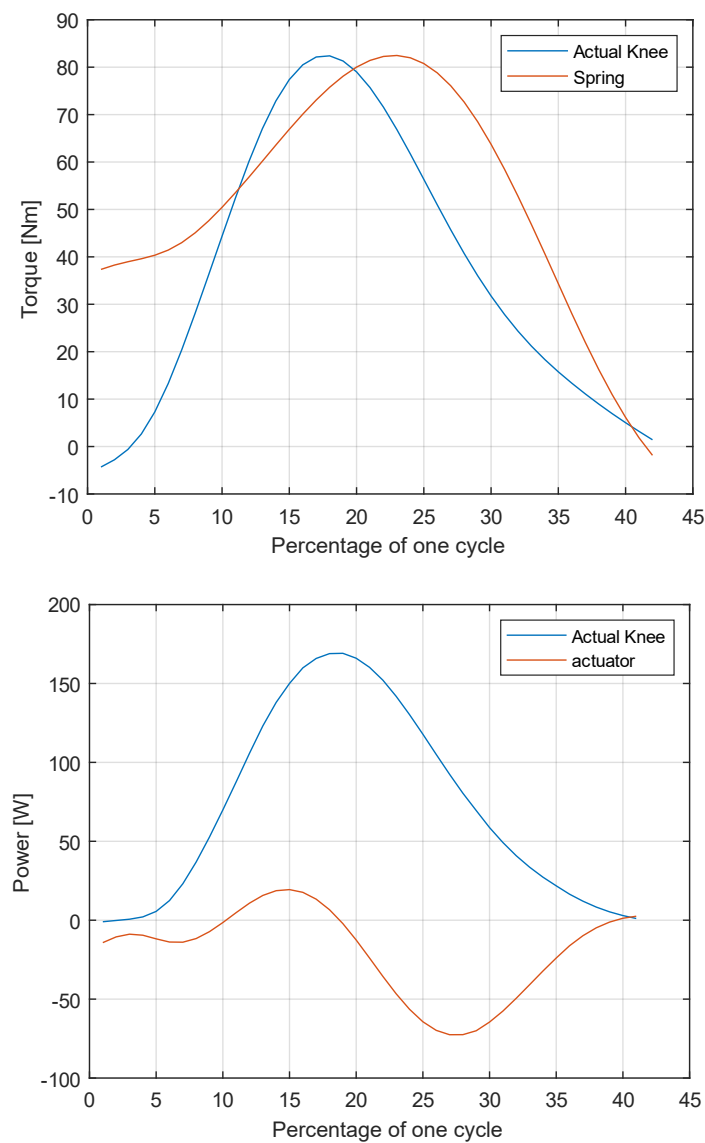 90
80
70
60
50
40
30
20
10
0
-10
Torque [Nm]
Actual Knee
Spring
0 5 10 15 20 25 30 35 40 45
Percentage of one cycle
200
150
100
50
0
-50
-100
Power [W]
Actual Knee
actuator
0 5 10 15 20 25 30 35 40 45
Percentage of one cycle